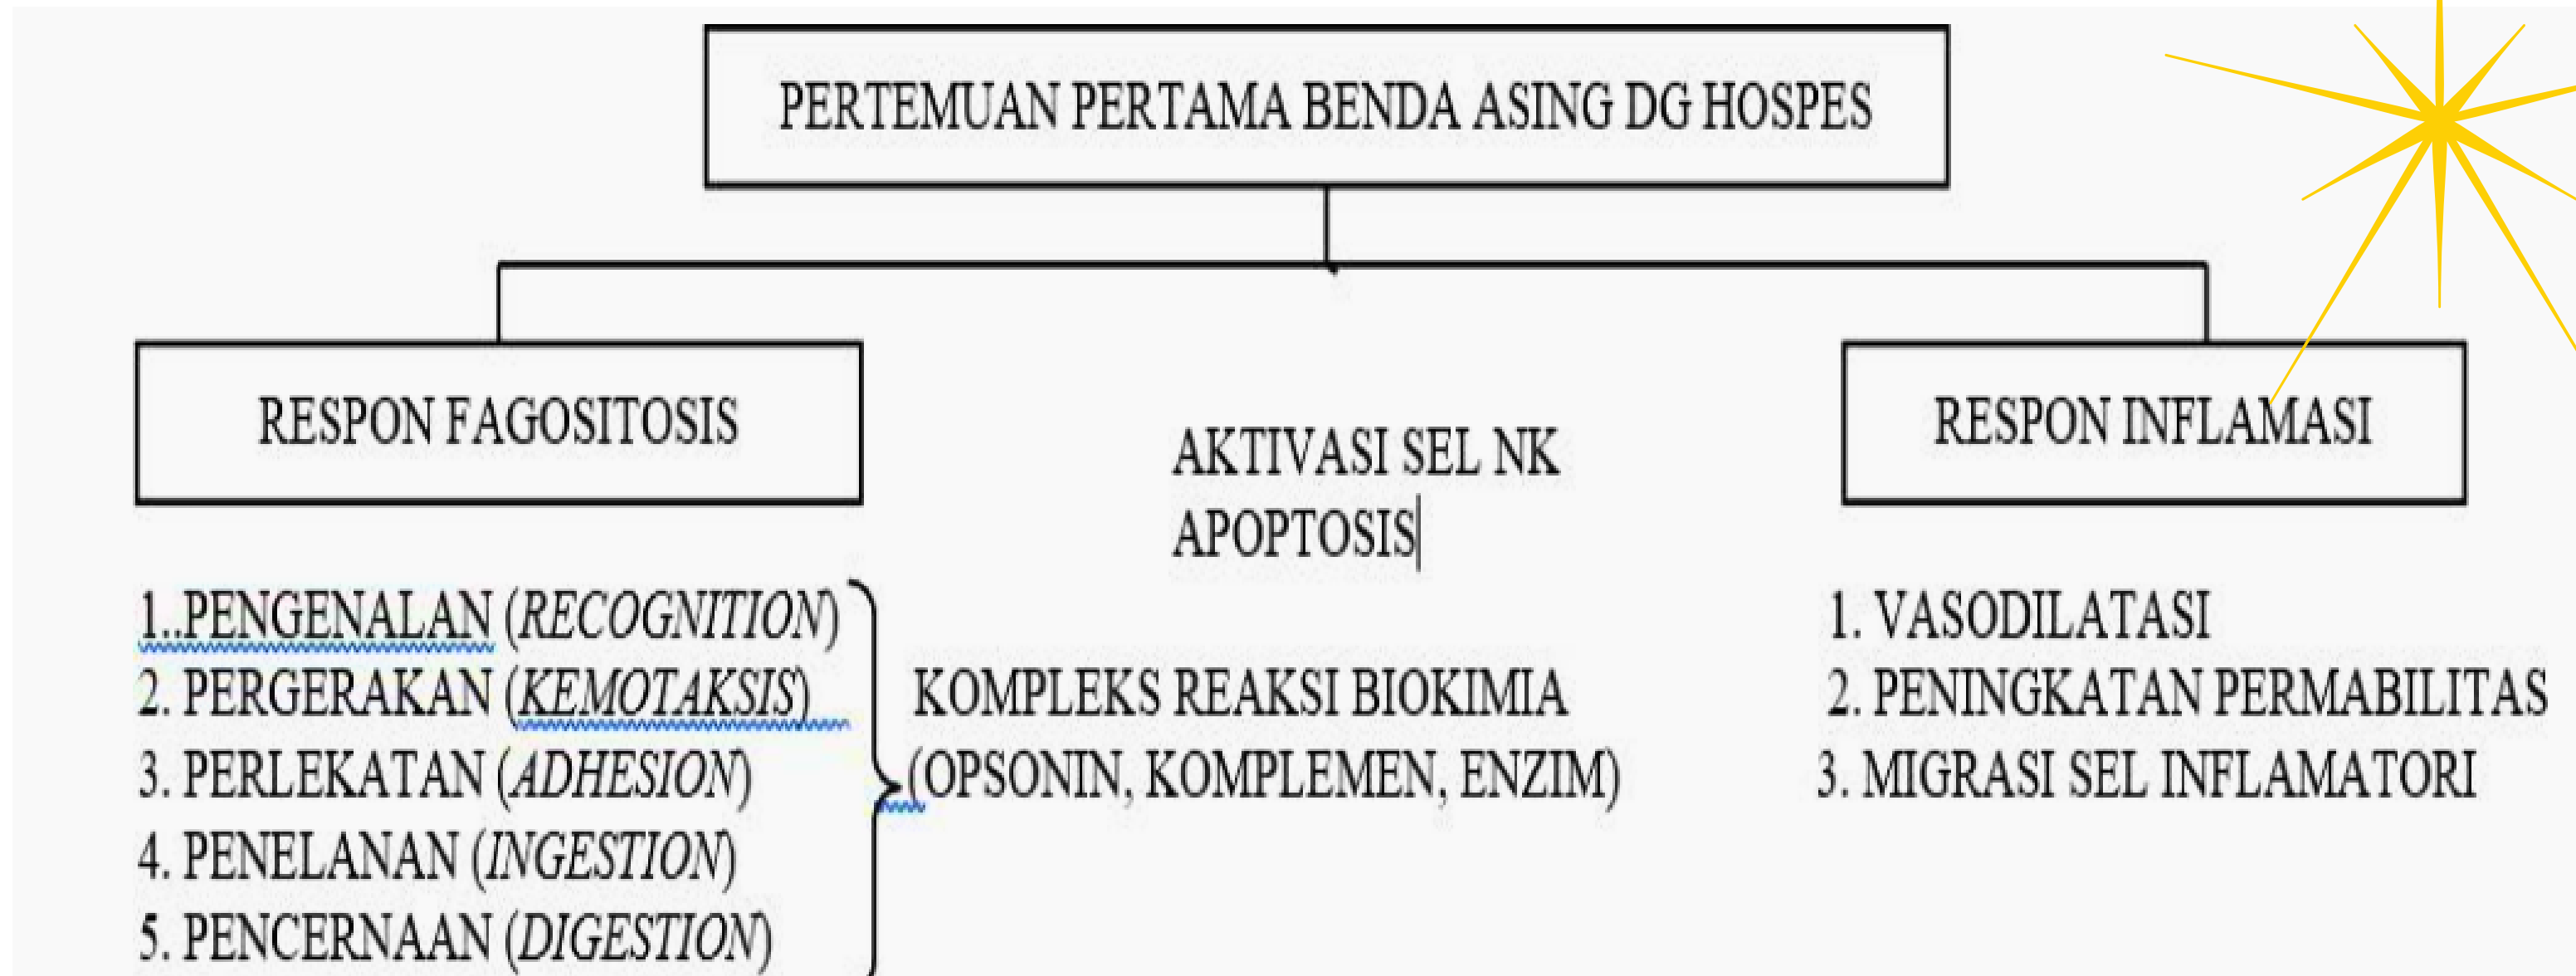 PERTEMUAN PERTAMA BENDA ASING DG HOSPES
RESPON FAGOSITOSIS
AKTIVASI SEL NK
APOPTOSIS
RESPON INFLAMASI
1..PENGENALAN (RECOGNITION)
2. PERGERAKAN (KEMOTAKSIS)
3. PERLEKATAN (ADHESION)
4. PENELANAN (INGESTION)
5. PENCERNAAN (DIGESTION)
KOMPLEKS REAKSI BIOKIMIA
(OPSONIN, KOMPLEMEN, ENZIM)
1. VASODILATASI
2. PENINGKATAN PERMABILITAS
3. MIGRASI SEL INFLAMATORI